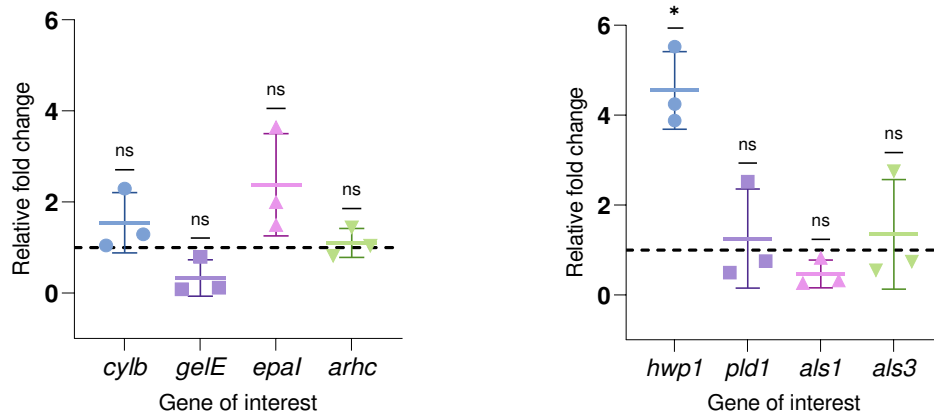 6
4
2
0
Relative fold change
ns
ns
ns
ns
cylb gelE epaI arhc
Gene of interest
6
4
2
0
Relative fold change
*
ns
ns
ns
hwp1 pld1 als1 als3
Gene of interest